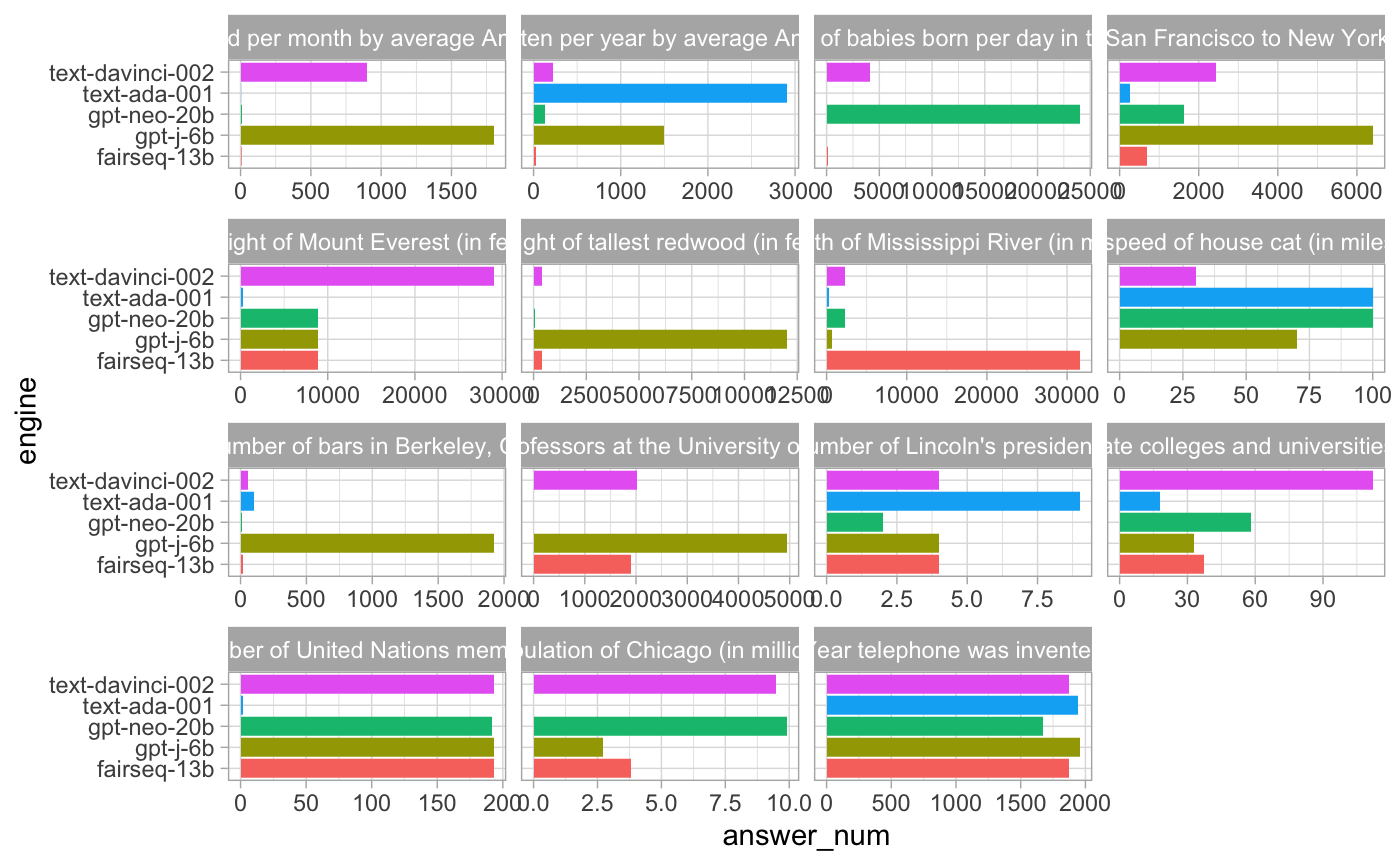 d per month by average An
ten per year by average An
of babies born per day in t
San Francisco to New York
text-davinci-002
text-ada-001
gpt-neo-20b
gpt-j-6b
fairseq-13b
0 500 1000 1500
0 1000 2000 3000
0 5000 10000 15000 20000 25000
0 2000 4000 6000
ight of Mount Everest (in fe
ght of tallest redwood (in fe
th of Mississippi River (in m
speed of house cat (in mile
text-davinci-002
text-ada-001
gpt-neo-20b
gpt-j-6b
fairseq-13b
0 10000 20000 30000
0 2500 5000 7500 10000 12500
0 10000 20000 30000
0 25 50 75 100
engine
umber of bars in Berkeley, C
ofessors at the University o
umber of Lincoln's presiden
ate colleges and universitie
text-davinci-002
text-ada-001
gpt-neo-20b
gpt-j-6b
fairseq-13b
0 500 1000 1500 2000
0 1000 2000 3000 4000 5000
0.0 2.5 5.0 7.5
0 30 60 90
ber of United Nations mem
pulation of Chicago (in millio
Year telephone was invente
text-davinci-002
text-ada-001
gpt-neo-20b
gpt-j-6b
fairseq-13b
0 50 100 150 200
0.0 2.5 5.0 7.5 10.0
0 500 1000 1500 2000
answer_num